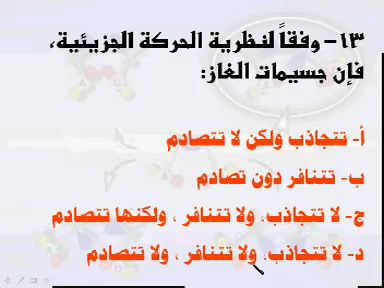 ١٣- وفقاً لنظرية الحركة الجزيئية،
فإن جسيمات الغاز:
أ- تتجاذب ولكن لا تتصادم
ب- تتنافر دون تصادم
ج- لا تتجاذب، ولا تتنافر ، ولكنها تتصادم
د- لا تتجاذب، ولا تتنافر ، ولا تتصادم